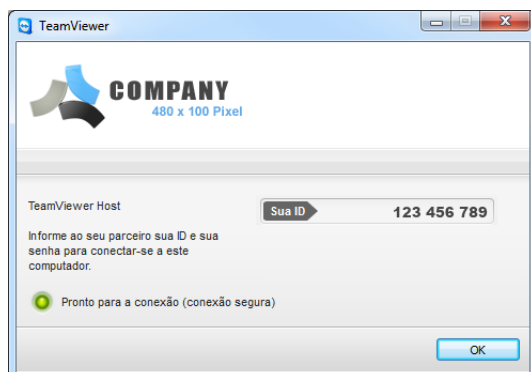 TeamViewer
COMPANY
480 x 100 Pixel
TeamViewer Host
Sua ID
123 456 789
Informe ao seu parceiro sua ID e sua
senha para conectar-se a este
computador.
Pronto para a conexão (conexão segura)
OK